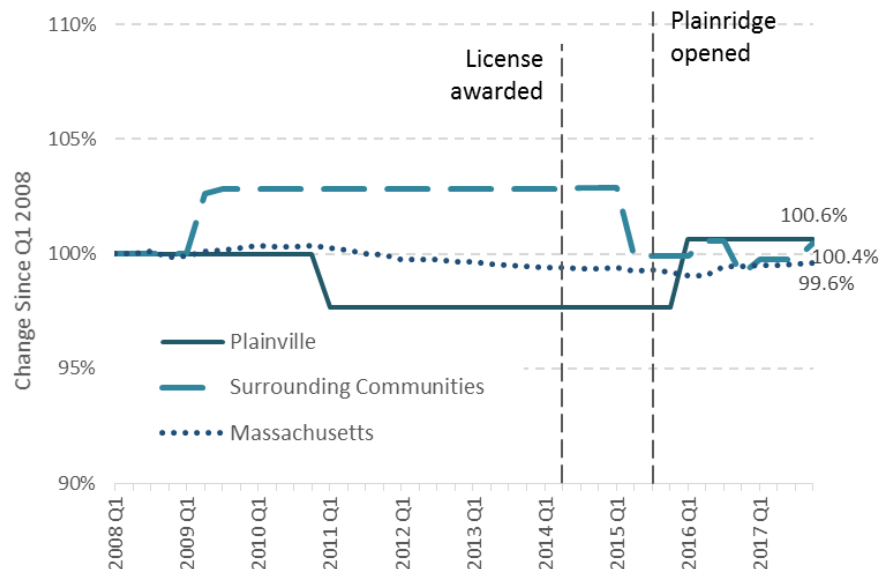 110%
Plainridge
opened
License
awarded
105%
Change Since Q1 2008
100.6%
100%
100.4%
99.6%
Plainville
95%
Surrounding Communities
Massachusetts
90%
2008 Q1
2009 Q1
2010 Q1
2011 Q1
2012 Q1
2013 Q1
2014 Q1
2015 Q1
2016 Q1
2017 Q1